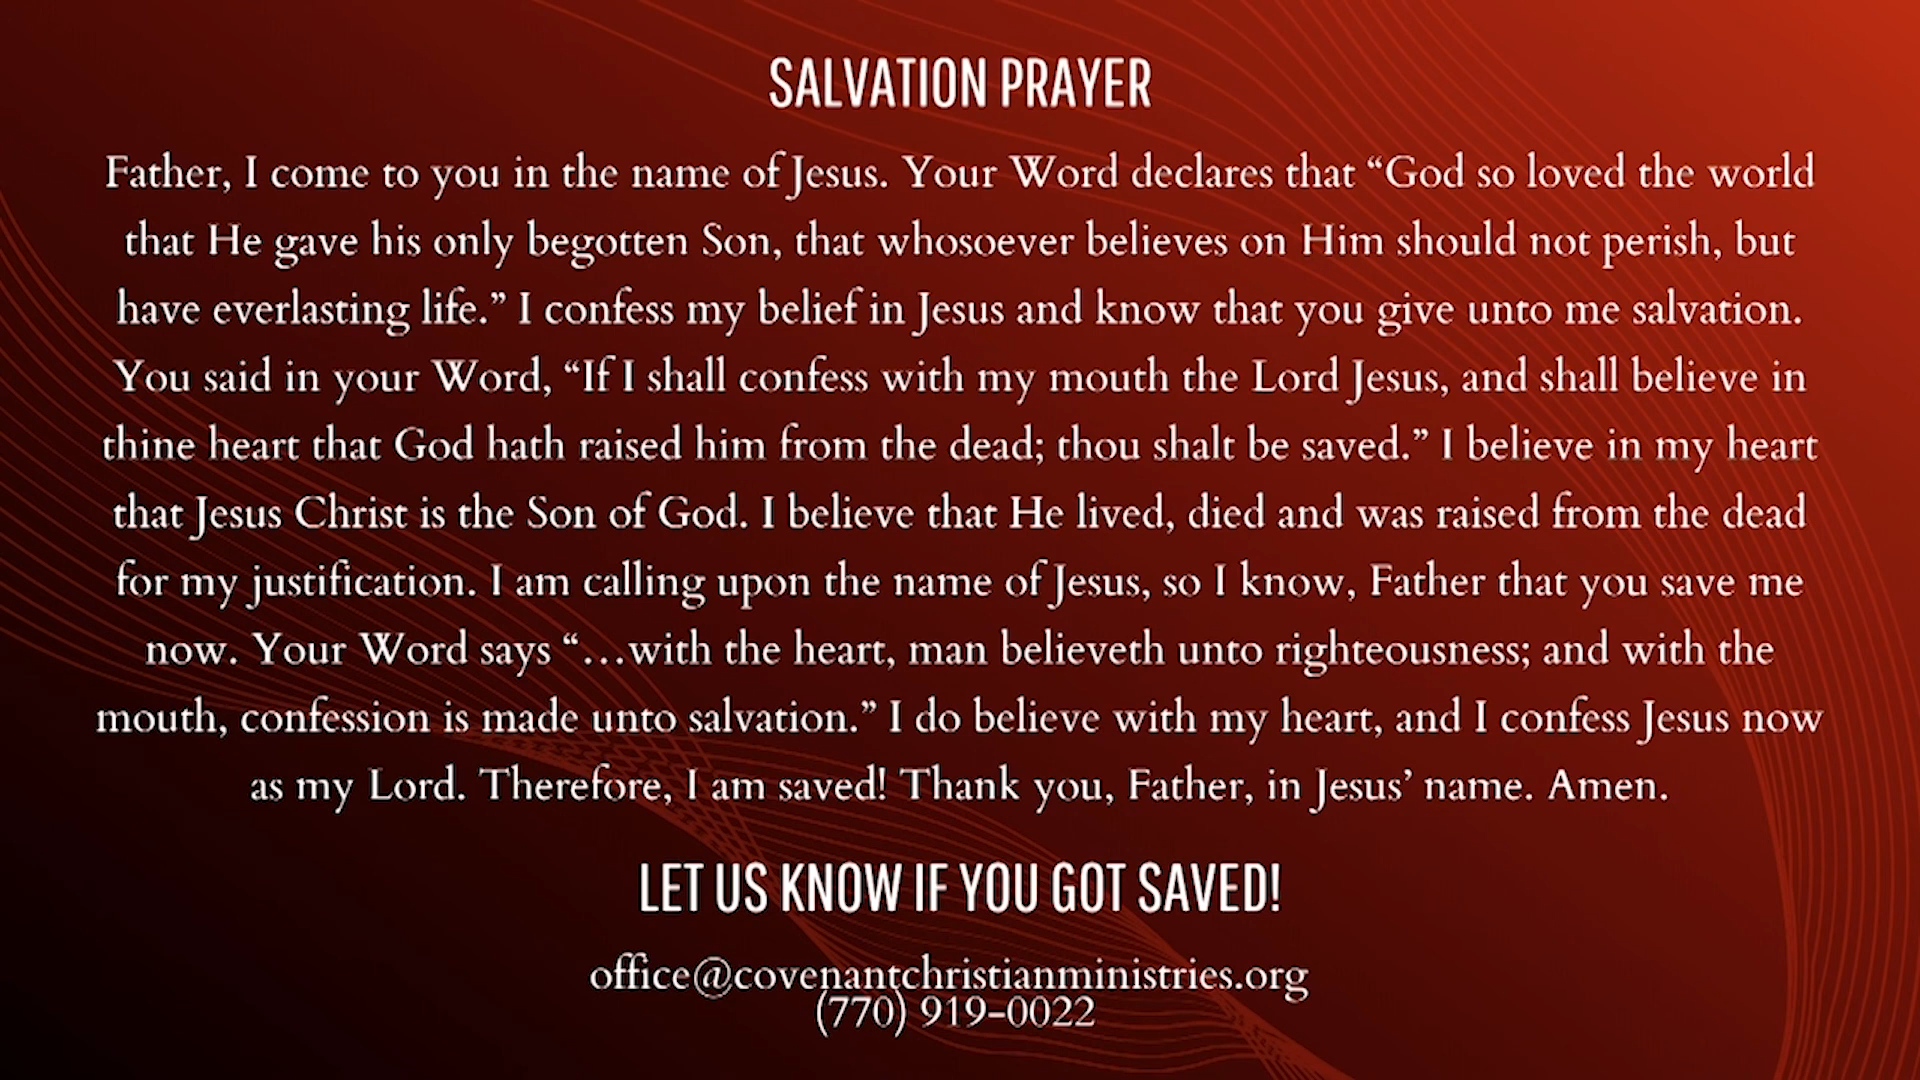 SALVATION PRAYER
Father, I come to you in the name of Jesus. Your Word declares that “God so loved the world
that He gave his only begotten Son, that whosoever believes on Him should not perish, but
have everlasting life.” I confess my belief in Jesus and know that you give unto me salvation.
You said in your Word, “If I shall confess with my mouth the Lord Jesus, and shall believe in
thine heart that God hath raised him from the dead; thou shalt be saved.” I believe in my heart
that Jesus Christ is the Son of God. I believe that He lived, died and was raised from the dead
for my justification. I am calling upon the name of Jesus, so I know, Father that you save me
now. Your Word says “…with the heart, man believeth unto righteousness; and with the
mouth, confession is made unto salvation.” I do believe with my heart, and I confess Jesus now
as my Lord. Therefore, I am saved! Thank you, Father, in Jesus’ name. Amen.
LET US KNOW IF YOU GOT SAVED!
office@covenantchristianministries.org
(770) 919-0022